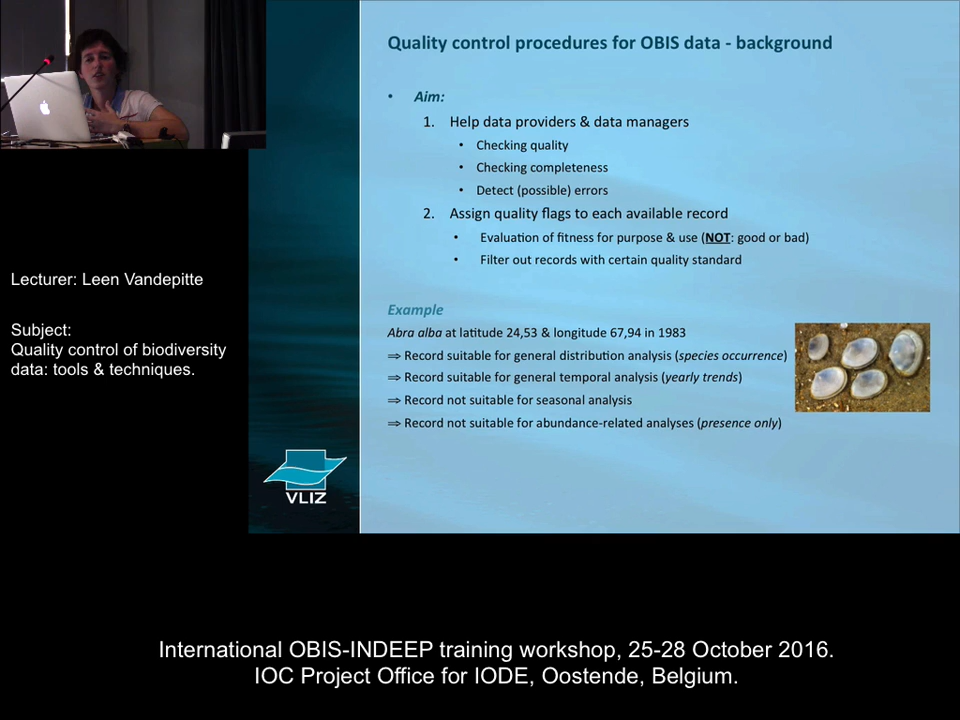 Quality control procedures for OBIS data - background
• Aim:
1. Help data providers & data managers
• Checking quality
• Checking completeness
• Detect (possible) errors
2. Assign quality flags to each available record
• Evaluation of fitness for purpose & use (NOT: good or bad)
• Filter out records with certain quality standard
Example
Abra alba at latitude 24,53 & longitude 67,94 in 1983
⇒ Record suitable for general distribution analysis (species occurrence)
⇒ Record suitable for general temporal analysis (yearly trends)
⇒ Record not suitable for seasonal analysis
⇒ Record not suitable for abundance-related analyses (presence only)
VLIZ
Lecturer: Leen Vandepitte
Subject:
Quality control of biodiversity
data: tools & techniques.
International OBIS-INDEEP training workshop, 25-28 October 2016.
IOC Project Office for IODE, Oostende, Belgium.